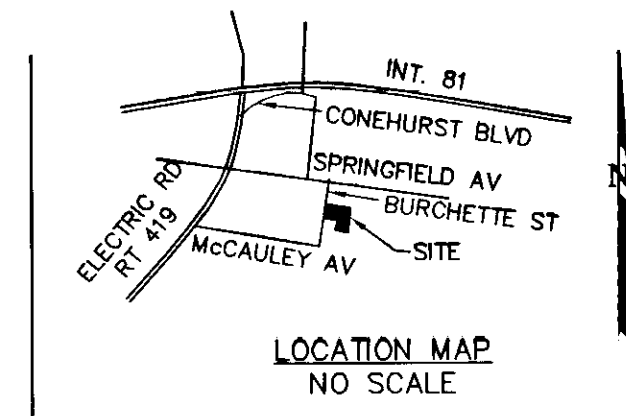 INT. 81
CONEHURST BLVD
SPRINGFIELD AV
N
BURCHETTE ST
ELECTRIC RD
RT 419
McCAULEY AV
SITE
LOCATION MAP
NO SCALE